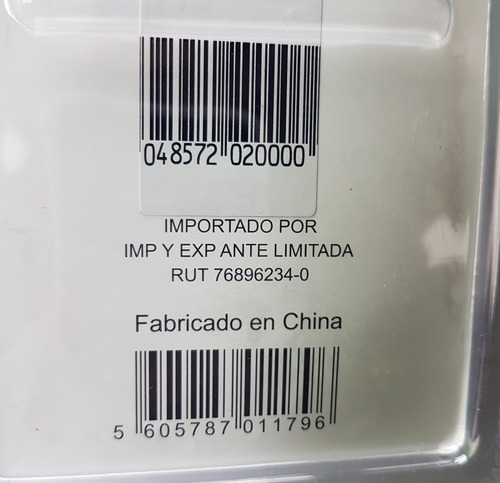 048572 020000
IMPORTADO POR
IMP Y EXP ANTE LIMITADA
RUT 76896234-0
Fabricado en China
5 605787 011796